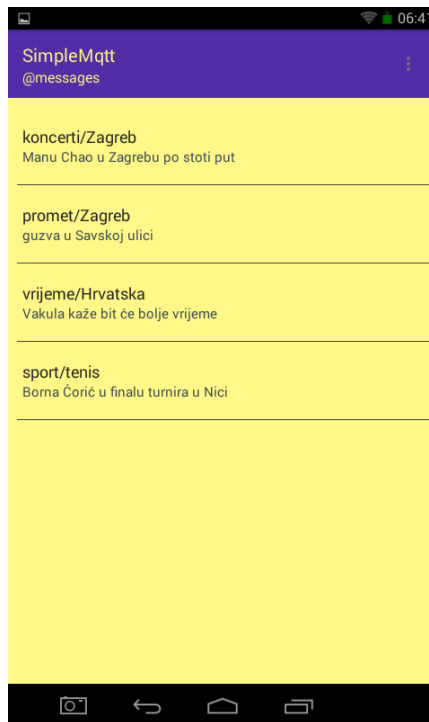 06:41
SimpleMqtt
@messages
koncerti/Zagreb
Manu Chao u Zagrebu po stoti put
promet/Zagreb
guzva u Savskoj ulici
vrijeme/Hrvatska
Vakula kaže bit će bolje vrijeme
sport/tenis
Borna Ćorić u finalu turnira u Nici